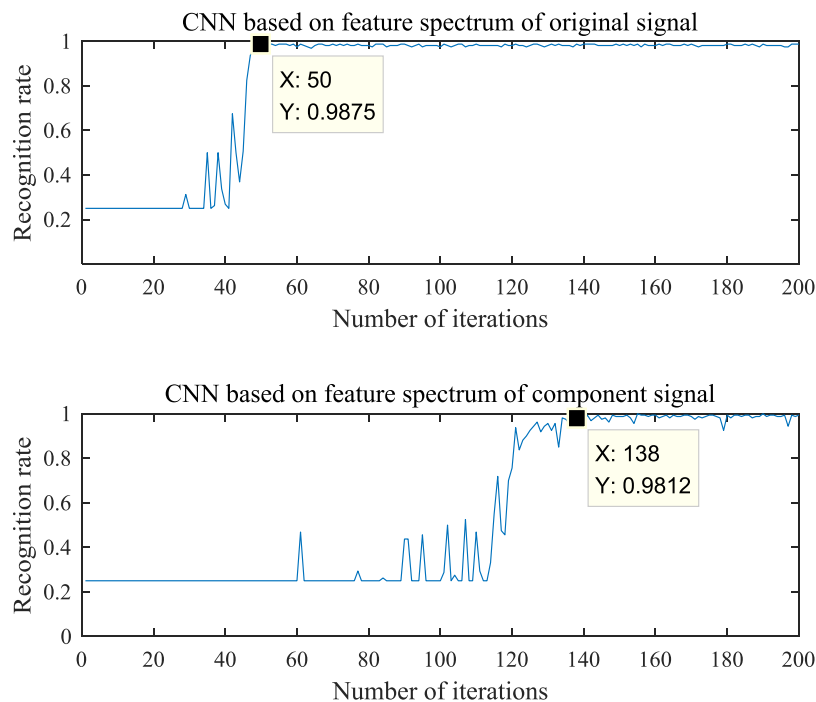 CNN based on feature spectrum of original signal
Recognition rate
1
0.8
0.6
0.4
0.2
X: 50
Y: 0.9875
0 20 40 60 80 100 120 140 160 180 200
Number of iterations
CNN based on feature spectrum of component signal
Recognition rate
1
0.8
0.6
0.4
0.2
0
X: 138
Y: 0.9812
0 20 40 60 80 100 120 140 160 180 200
Number of iterations